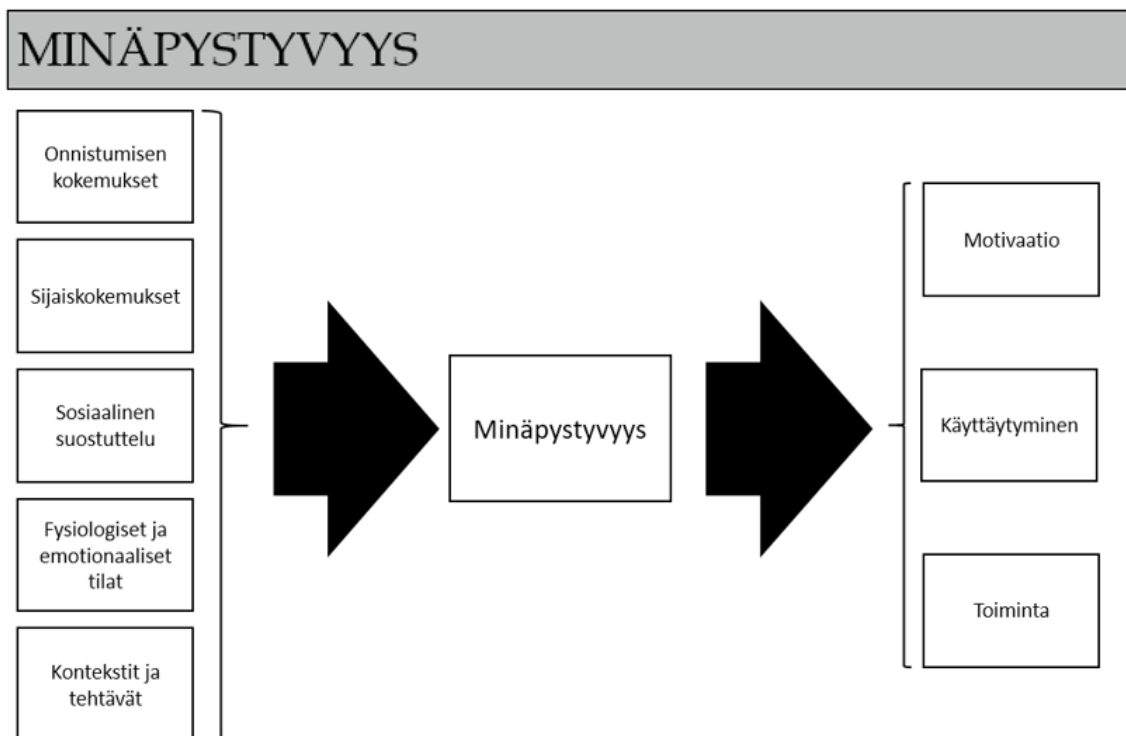 MINÄPYSTYVYYS
Onnistumisen
kokemukset
Sijaiskokemukset
Sosiaalinen
suostuttelu
Fysiologiset ja
emotionaaliset
tilat
Kontekstit ja
tehtävät
Minäpystyvyys
Motivaatio
Käyttäytyminen
Toiminta